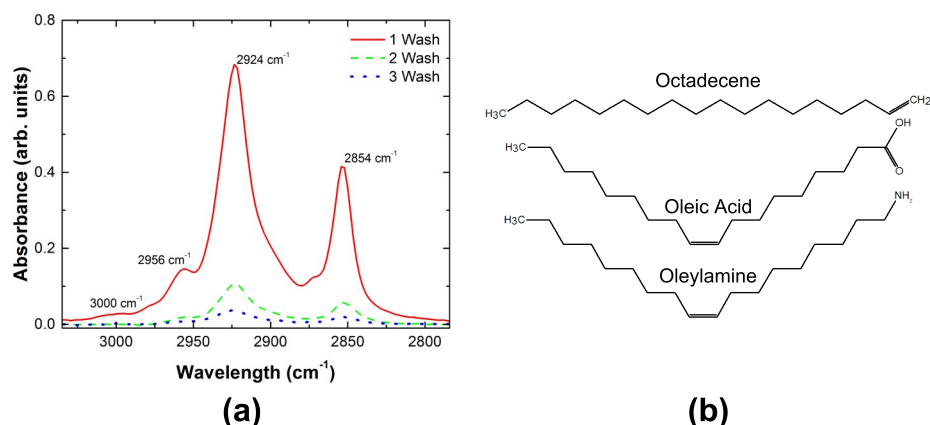 0.8
0.6
0.4
0.2
0.0
Absorbance (arb. units)
1 Wash
2 Wash
3 Wash
2924 cm⁻¹
2854 cm⁻¹
2956 cm⁻¹
3000 cm⁻¹
3000 2950 2900 2850 2800
Wavelength (cm⁻¹)
(a)
Octadecene
H3C
CH2
OH
H3C
O
Oleic Acid
NH2
H3C
Oleylamine
(b)